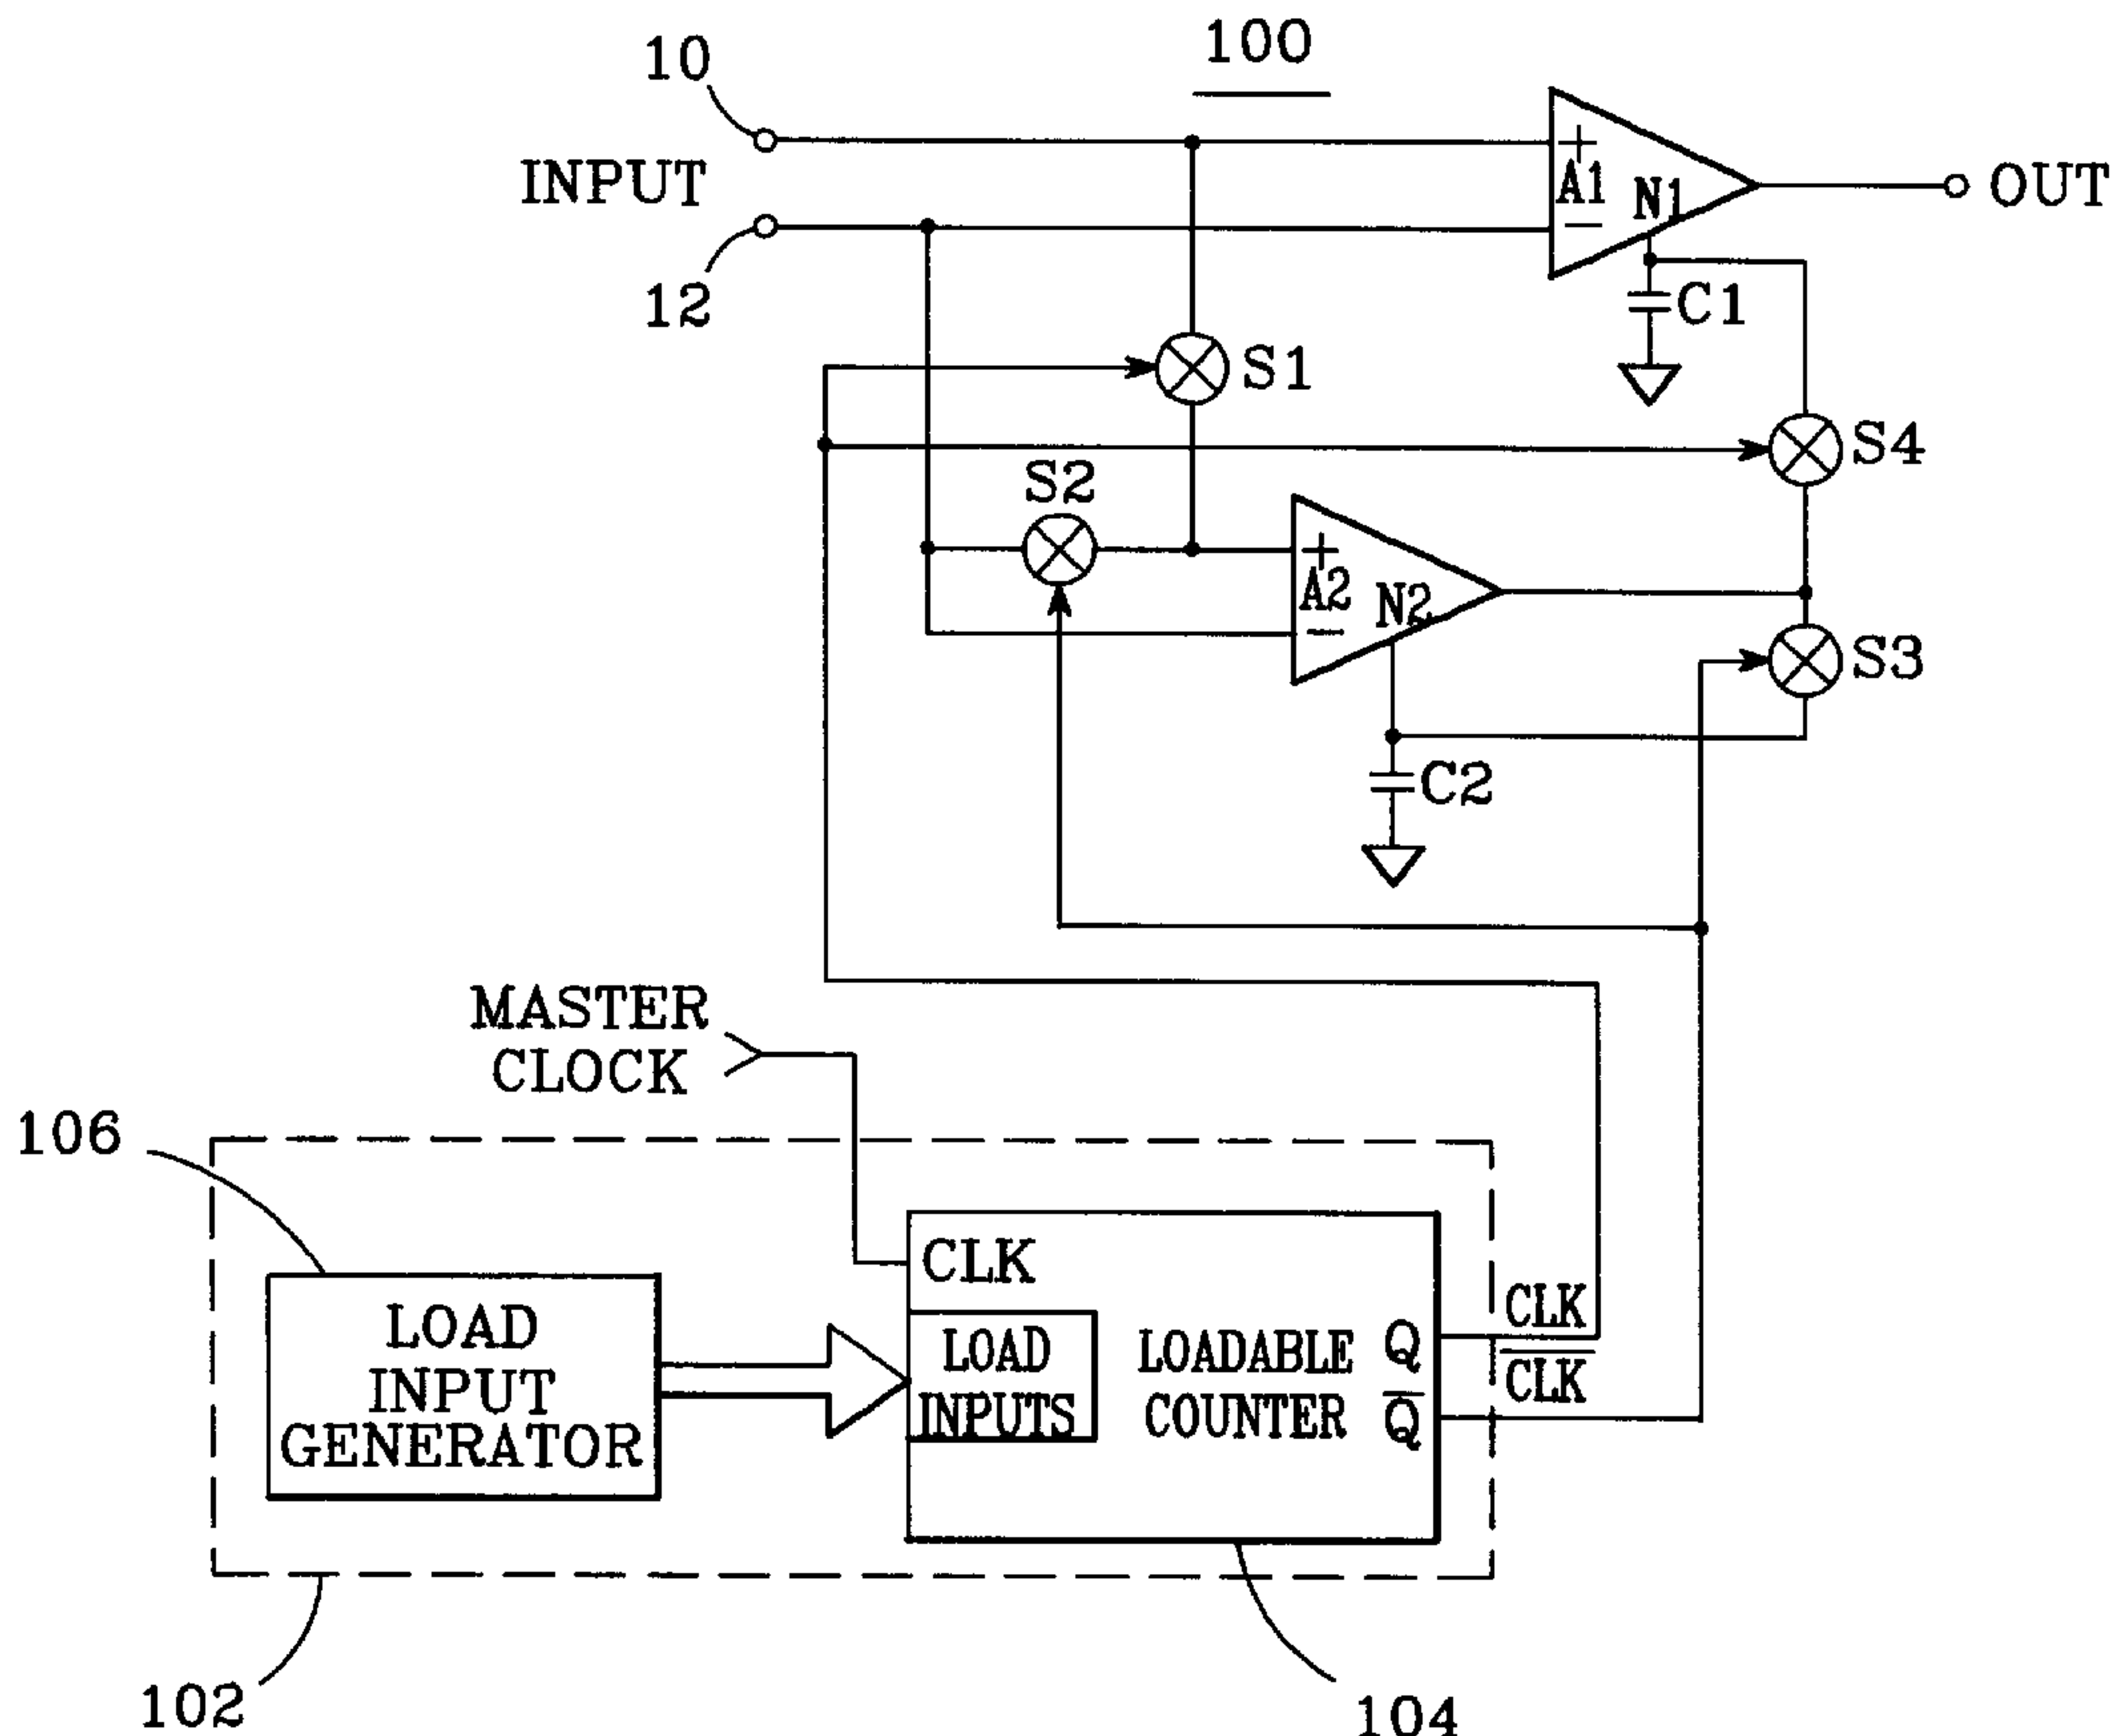 100
10
INPUT
12
+
A1
N1
−
OUT
C1
S1
S4
S2
+
A2
N2
−
S3
C2
MASTER
CLOCK
106
CLK
LOAD
INPUT
GENERATOR
LOAD
INPUTS
LOADABLE
COUNTER
Q
Q̅
CLK
C̅L̅K̅
102
104